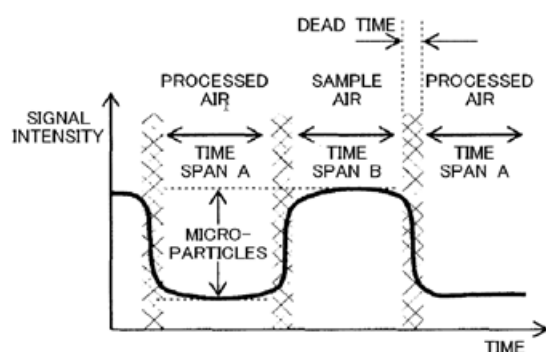 DEAD TIME
PROCESSED
AIR
SAMPLE
AIR
PROCESSED
AIR
SIGNAL
INTENSITY
TIME
SPAN A
TIME
SPAN B
TIME
SPAN A
MICRO-
PARTICLES
TIME